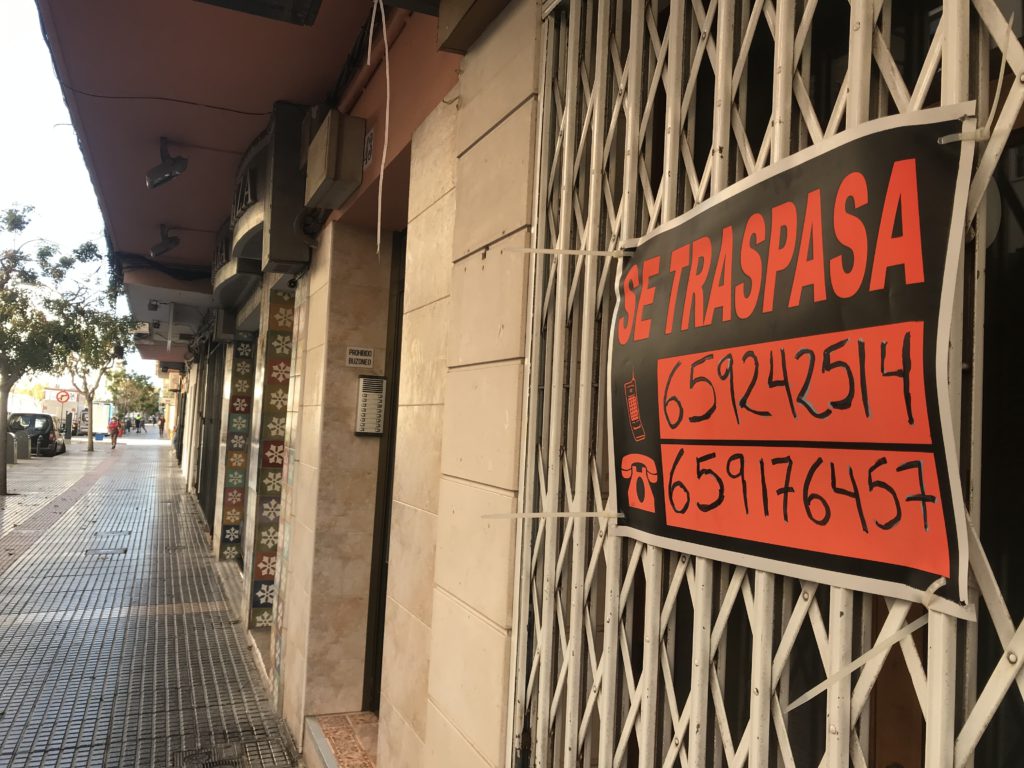 SE TRASPASA
659242514
659176457
PROHIBIDO
BUZONEO